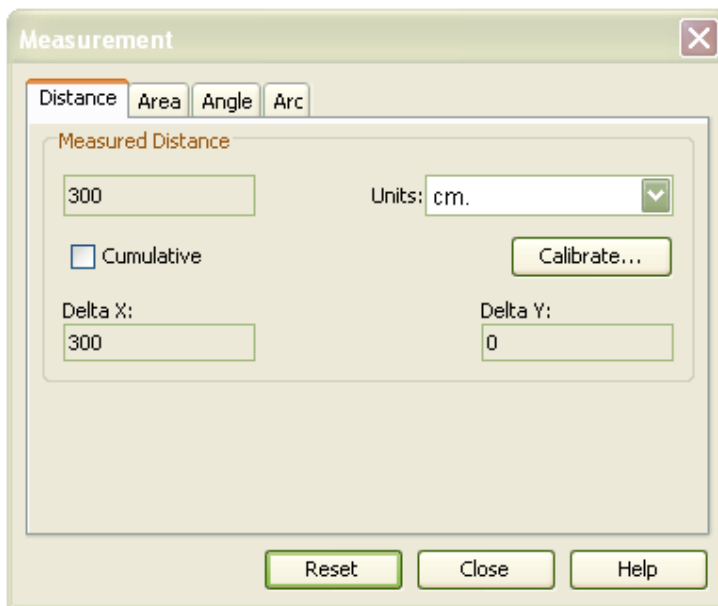 Measurement
Distance Area Angle Arc
Measured Distance
300 Units: cm.
Cumulative Calibrate...
Delta X: Delta Y:
300 0
Reset Close Help